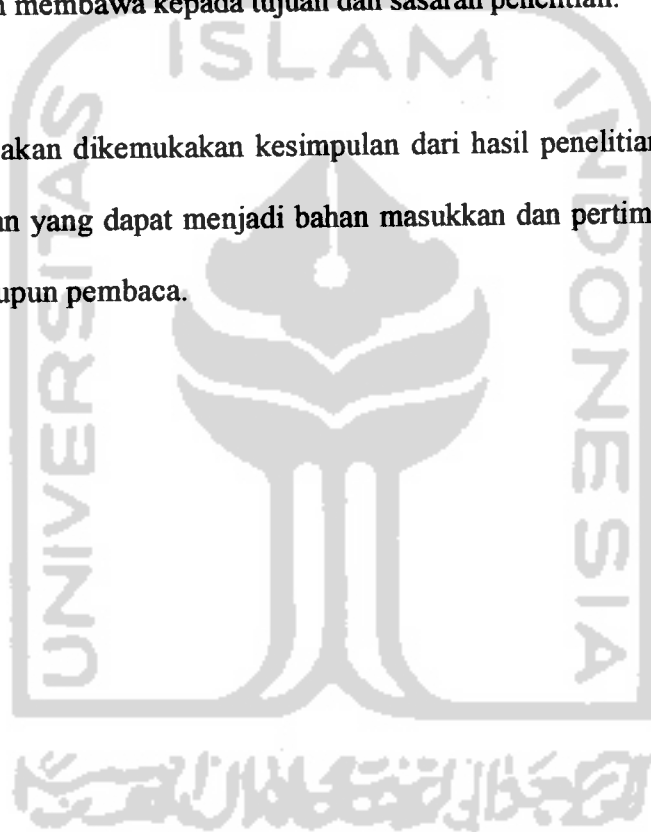 membawa kepada tujuan dan sasaran penelitian.
ISLAM
akan dikemukakan kesimpulan dari hasil penelitian
yang dapat menjadi bahan masukkan dan pertim
upun pembaca.
UNIVERSITAS
INDONESIA